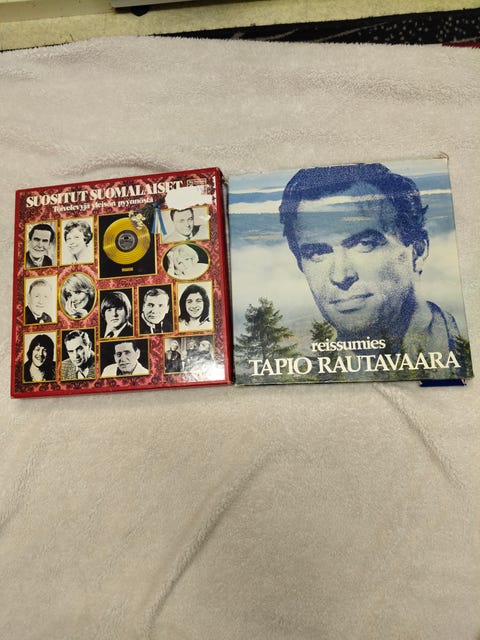 SUOSITUT SUOMALAISET
Toivelevyjä yleisön pyynnöstä
reissumies
TAPIO RAUTAVAARA